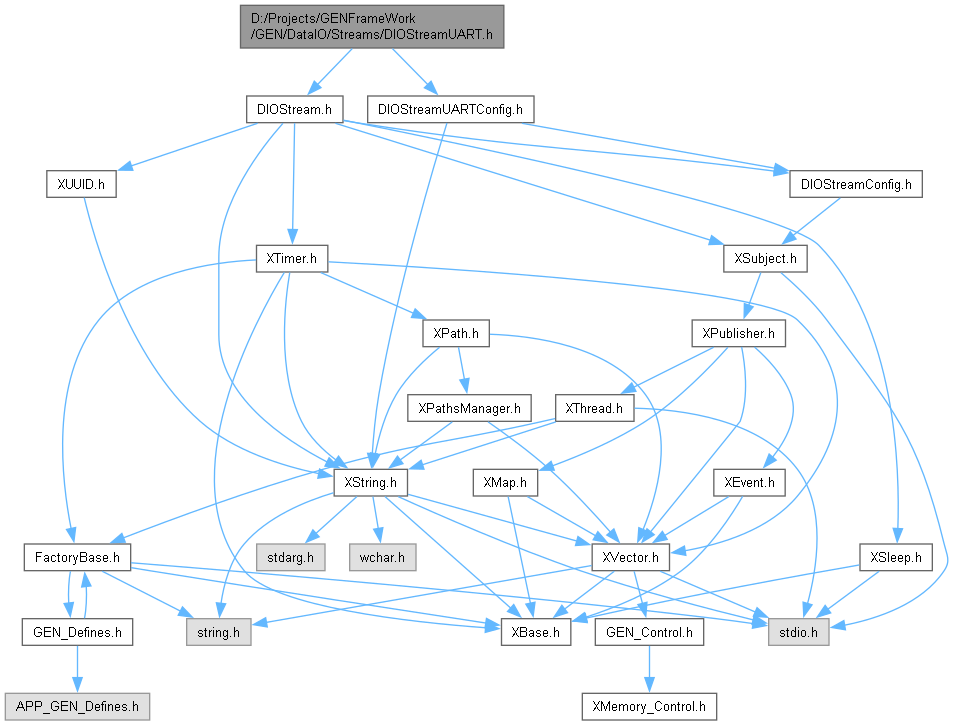 D:/Projects/GENFrameWork
/GEN/DataIO/Streams/DIOStreamUART.h
DIOStream.h
DIOStreamUARTConfig.h
XUUID.h
DIOStreamConfig.h
XTimer.h
XSubject.h
XPath.h
XPublisher.h
XPathsManager.h
XThread.h
XString.h
XMap.h
XEvent.h
FactoryBase.h
stdarg.h
wchar.h
XVector.h
XSleep.h
GEN_Defines.h
string.h
XBase.h
GEN_Control.h
stdio.h
APP_GEN_Defines.h
XMemory_Control.h